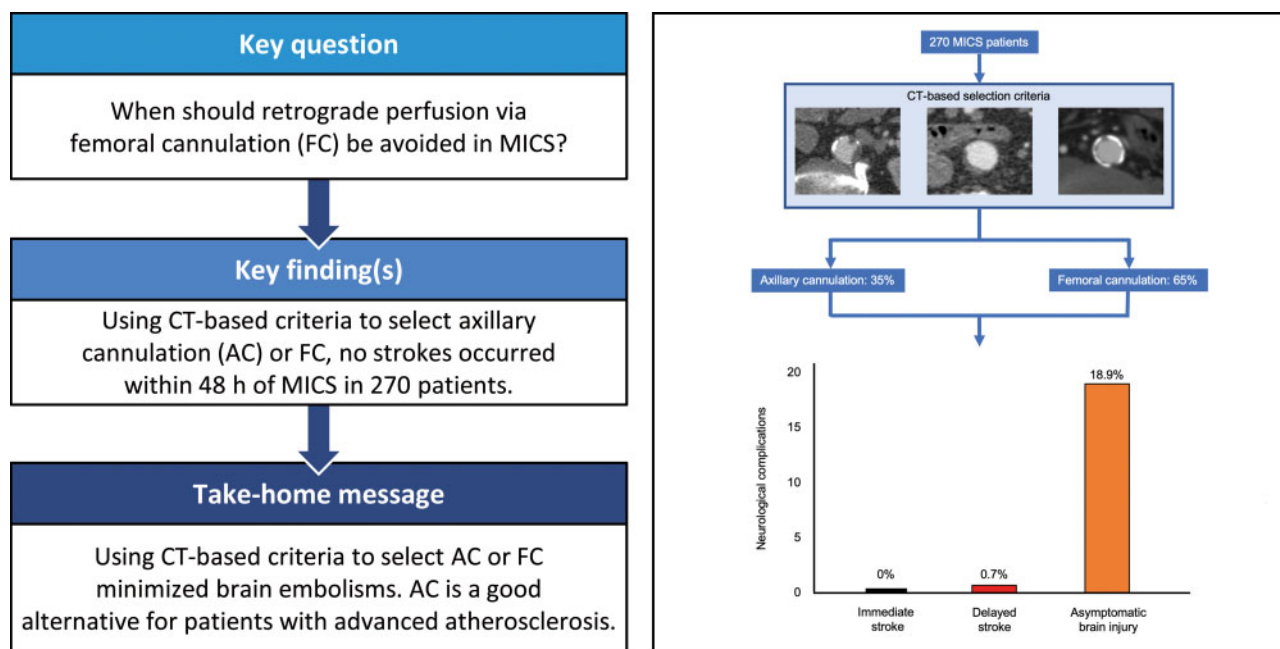 Key question
When should retrograde perfusion via
femoral cannulation (FC) be avoided in MICS?
Key finding(s)
Using CT-based criteria to select axillary
cannulation (AC) or FC, no strokes occurred
within 48 h of MICS in 270 patients.
Take-home message
Using CT-based criteria to select AC or FC
minimized brain embolisms. AC is a good
alternative for patients with advanced atherosclerosis.
270 MICS patients
CT-based selection criteria
Axillary cannulation: 35%
Femoral cannulation: 65%
Neurological complications
20
15
10
5
0
0%
0.7%
18.9%
Immediate
stroke
Delayed
stroke
Asymptomatic
brain injury